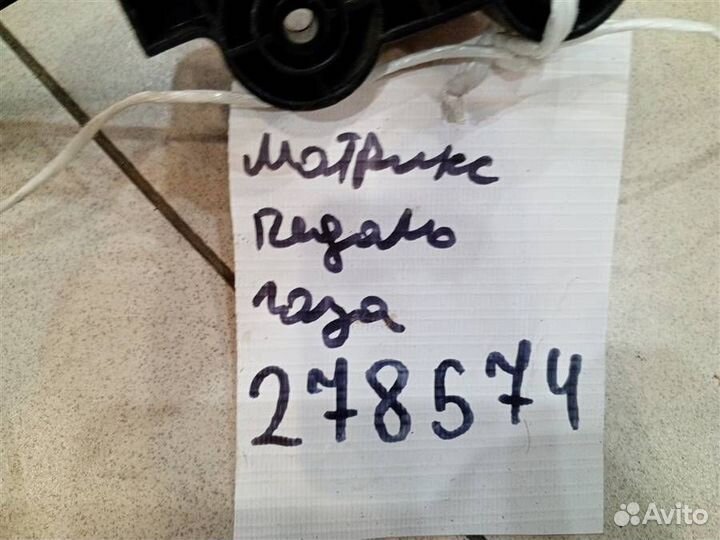 Матрикс
педаль
газа
278574
Avito